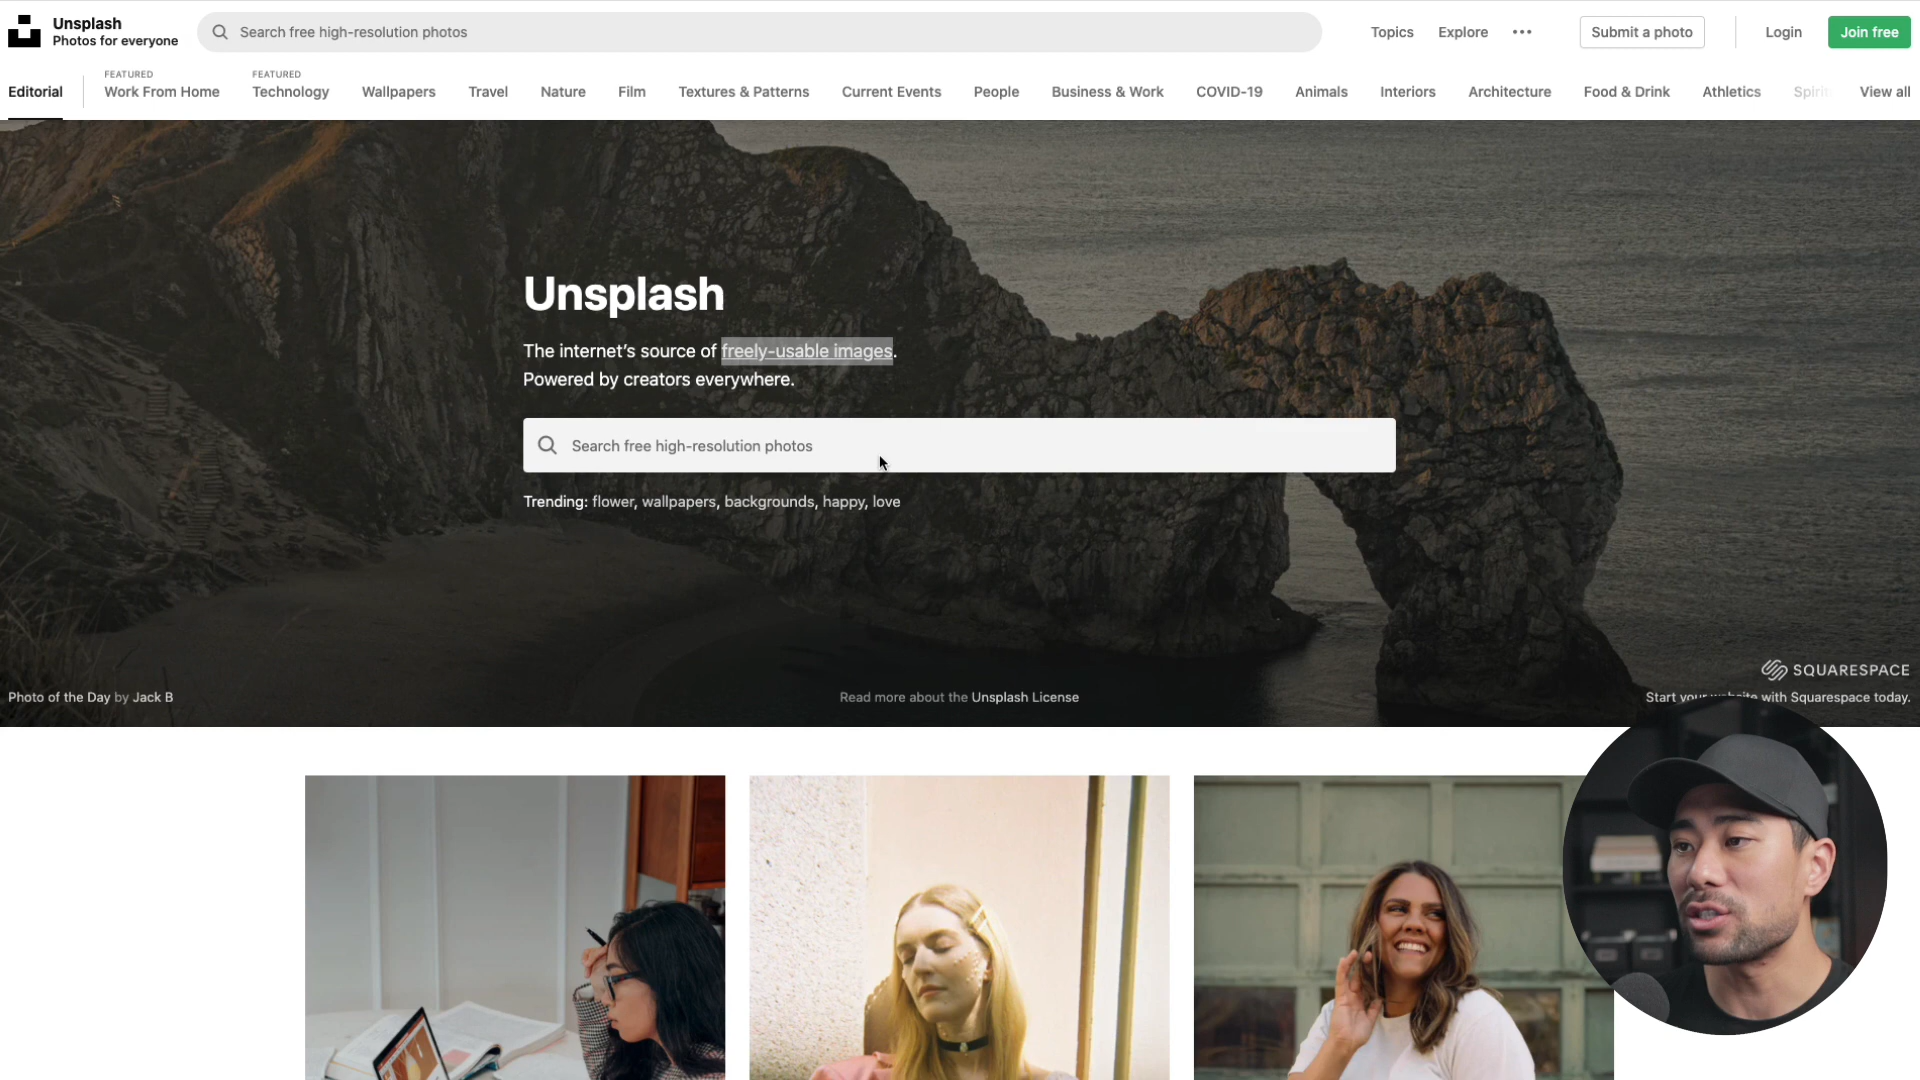 Unsplash
Photos for everyone
Search free high-resolution photos
Topics
Explore
Submit a photo
Login
Join free
Editorial
FEATURED
Work From Home
FEATURED
Technology
Wallpapers
Travel
Nature
Film
Textures & Patterns
Current Events
People
Business & Work
COVID-19
Animals
Interiors
Architecture
Food & Drink
Athletics
View all
Unsplash
The internet's source of freely-usable images.
Powered by creators everywhere.
Search free high-resolution photos
Trending: flower, wallpapers, backgrounds, happy, love
SQUARESPACE
Photo of the Day by Jack B
Read more about the Unsplash License
Start your website with Squarespace today.